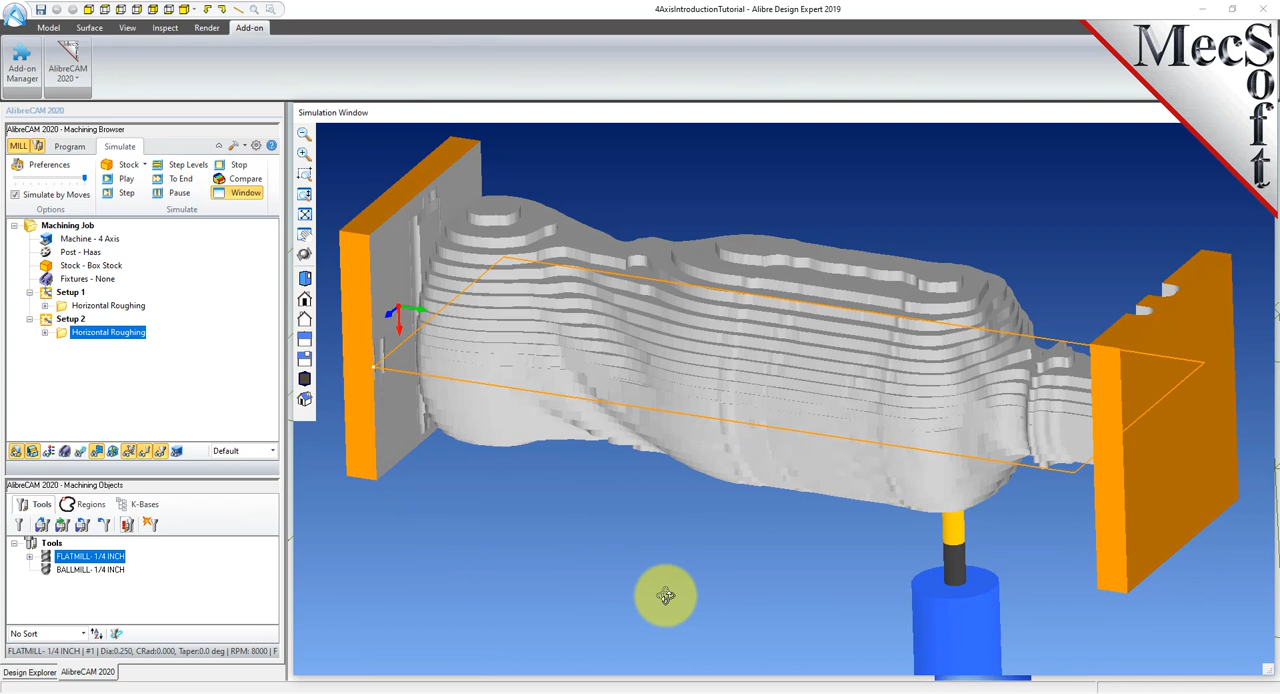 4AxisIntroductionTutorial - Alibre Design Expert 2019
Model Surface View Inspect Render Add-on
Add-on Manager
AlibreCAM 2020
MecSoft
AlibreCAM 2020
AlibreCAM 2020 - Machining Browser
MILL Program Simulate
Preferences Stock Step Levels Stop
Play To End Compare
Simulate by Moves Step Pause Window
Options Simulate
Machining Job
Machine - 4 Axis
Post - Haas
Stock - Box Stock
Fixtures - None
Setup 1
Horizontal Roughing
Setup 2
Horizontal Roughing
Default
AlibreCAM 2020 - Machining Objects
Tools Regions K-Bases
Tools
FLATMILL- 1/4 INCH
BALLMILL- 1/4 INCH
No Sort
FLATMILL- 1/4 INCH | #1 | Dia:0.250, CRad:0.000, Taper:0.0 deg | RPM: 8000 | F
Design Explorer AlibreCAM 2020
Simulation Window